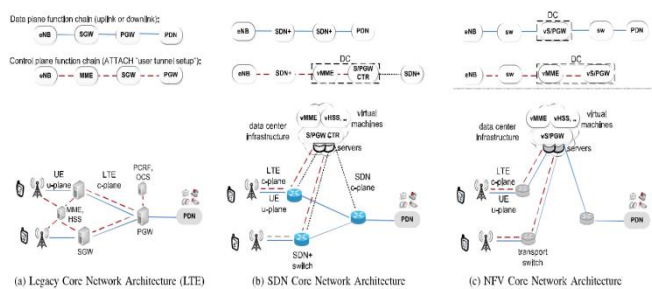 Data plane function chain (uplink or downlink):
eNB SGW PGW PDN
Control plane function chain (ATTACH "user tunnel setup"):
eNB MME SGW PGW
UE u-plane
LTE c-plane
PCRF, OCS
MME, HSS
PGW
PDN
SGW
(a) Legacy Core Network Architecture (LTE)
eNB SDN+ SDN+ PDN
DC
eNB SDN+ vMME S/PGW CTR SDN+
data center infrastructure
vMME vHSS, ..
S/PGW CTR
virtual machines
servers
LTE c-plane
UE u-plane
SDN c-plane
PDN
SDN+ switch
(b) SDN Core Network Architecture
DC
eNB sw vS/PGW sw PDN
DC
eNB sw vMME vS/PGW
data center infrastructure
vMME vHSS, ..
vS/PGW
virtual machines
servers
LTE c-plane
UE u-plane
PDN
transport switch
(c) NFV Core Network Architecture